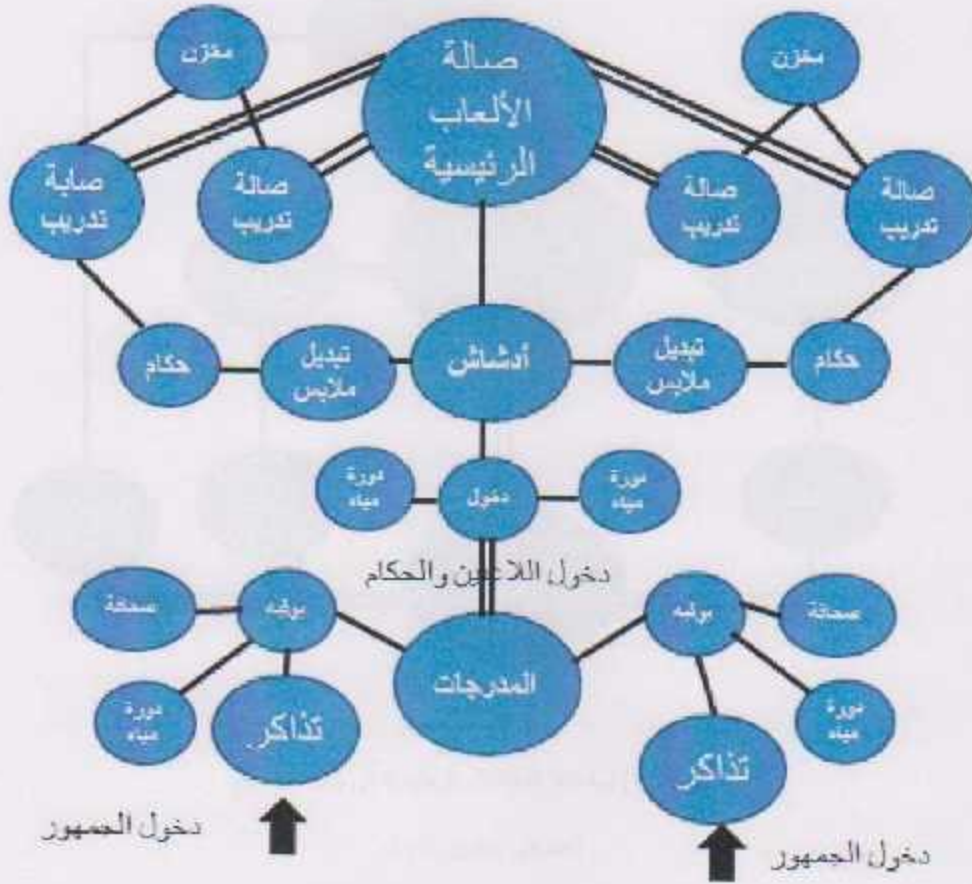 مخزن
صالة
الألعاب
الرئيسية
مخزن
صالة
تدريب
صالة
تدريب
صالة
تدريب
صابة
تدريب
حكام
تبديل
ملابس
أدشاش
تبديل
ملابس
حكام
دورة
مياه
دخول
دورة
مياه
دخول اللاعبين والحكام
صحافة
بوفيه
المدرجات
بوفيه
صحافة
دورة
مياه
تذاكر
تذاكر
دورة
مياه
دخول الجمهور
دخول الجمهور